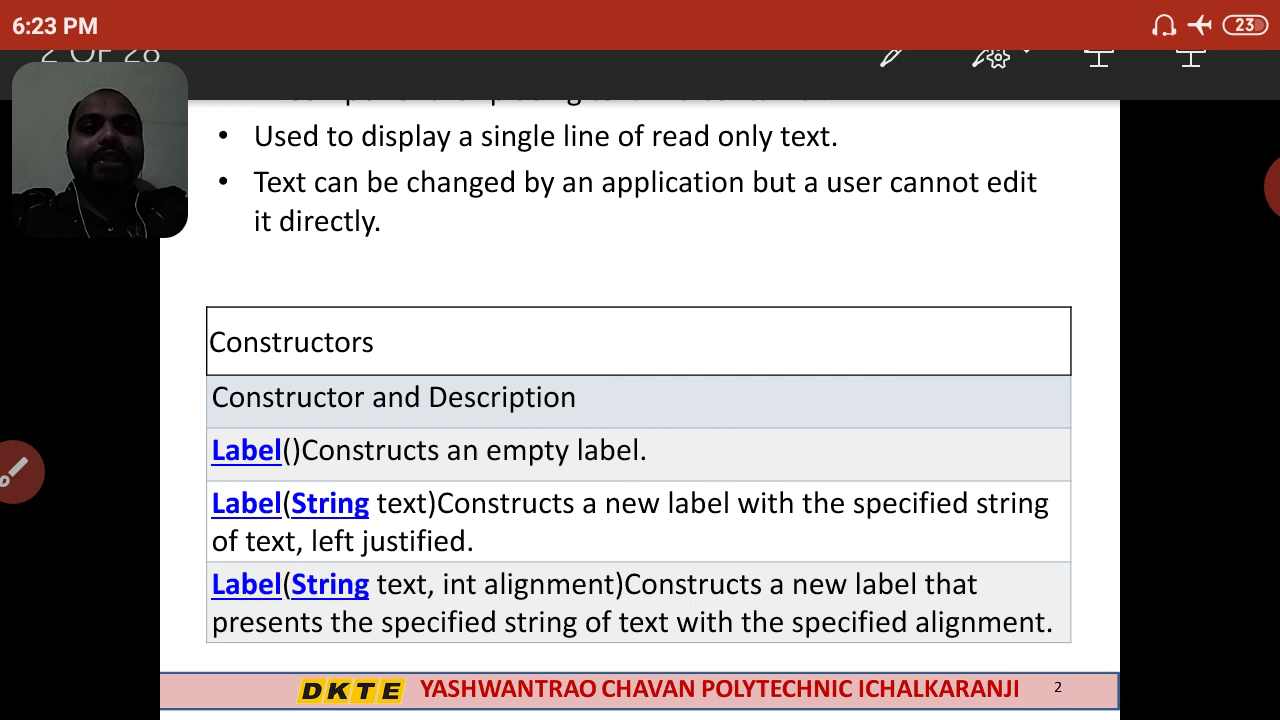 6:23 PM
23
2 OF 28
• Used to display a single line of read only text.
• Text can be changed by an application but a user cannot edit
it directly.
Constructors
Constructor and Description
Label()Constructs an empty label.
Label(String text)Constructs a new label with the specified string
of text, left justified.
Label(String text, int alignment)Constructs a new label that
presents the specified string of text with the specified alignment.
DKTE YASHWANTRAO CHAVAN POLYTECHNIC ICHALKARANJI 2